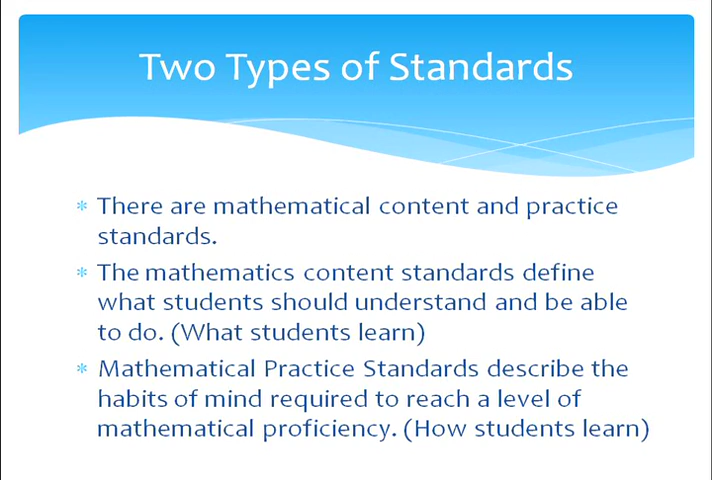 Two Types of Standards
* There are mathematical content and practice
standards.
* The mathematics content standards define
what students should understand and be able
to do. (What students learn)
* Mathematical Practice Standards describe the
habits of mind required to reach a level of
mathematical proficiency. (How students learn)